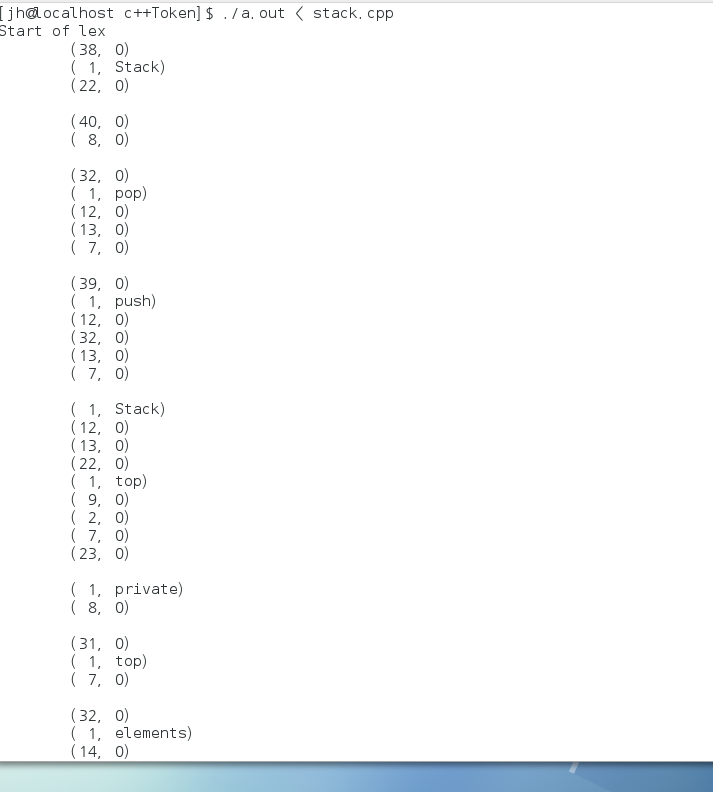 [jh@localhost c++Token]$ ./a.out < stack.cpp
Start of lex
(38, 0)
( 1, Stack)
(22, 0)
(40, 0)
( 8, 0)
(32, 0)
( 1, pop)
(12, 0)
(13, 0)
( 7, 0)
(39, 0)
( 1, push)
(12, 0)
(32, 0)
(13, 0)
( 7, 0)
( 1, Stack)
(12, 0)
(13, 0)
(22, 0)
( 1, top)
( 9, 0)
( 2, 0)
( 7, 0)
(23, 0)
( 1, private)
( 8, 0)
(31, 0)
( 1, top)
( 7, 0)
(32, 0)
( 1, elements)
(14, 0)